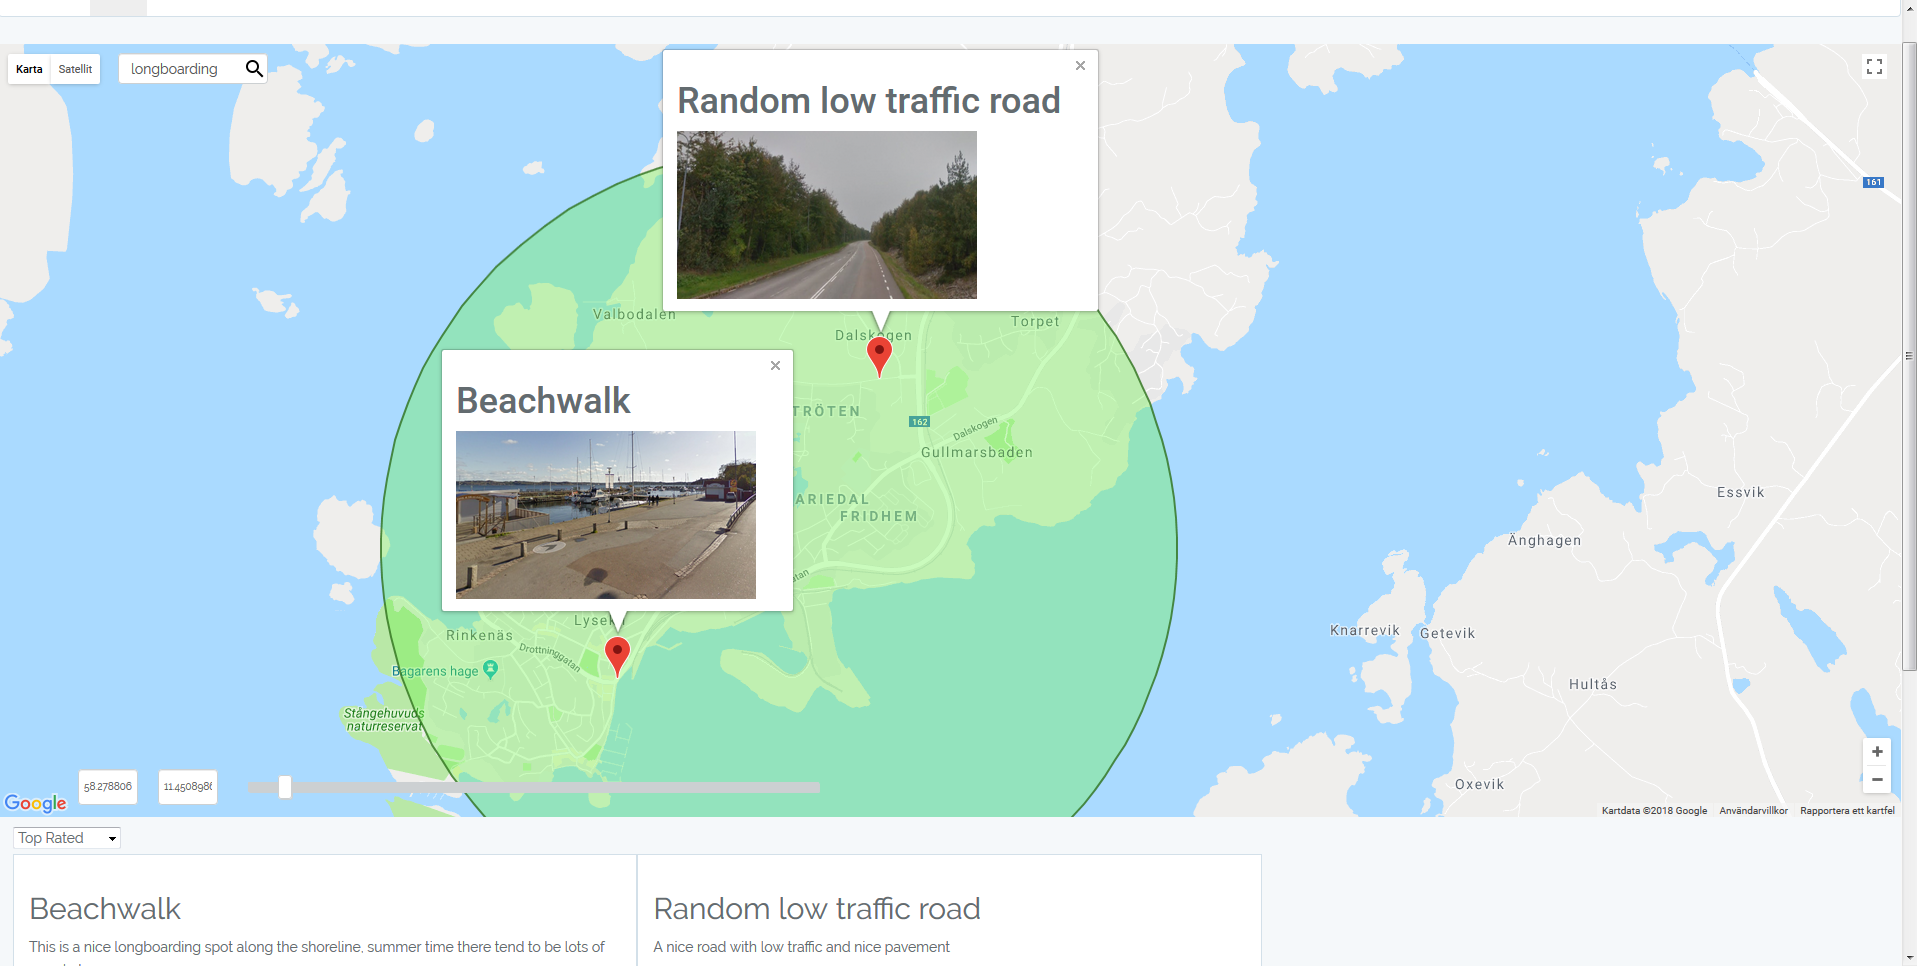 Karta
Satellit
longboarding
Random low traffic road
161
Valbodalen
Dalskogen
Torpet
Beachwalk
TRÖTEN
162
Dalskogen
Gullmarsbaden
ARIEDAL
FRIDHEM
Essvik
Änghagen
Rinkenäs
Drottninggatan
Bagarens hage
Knarrevik
Getevik
Stångehuvuds
naturreservat
Hultås
Oxevik
58.278806
11.4508986
Google
Kartdata ©2018 Google
Användarvillkor
Rapportera ett kartfel
Top Rated
Beachwalk
Random low traffic road
This is a nice longboarding spot along the shoreline, summer time there tend to be lots of
A nice road with low traffic and nice pavement